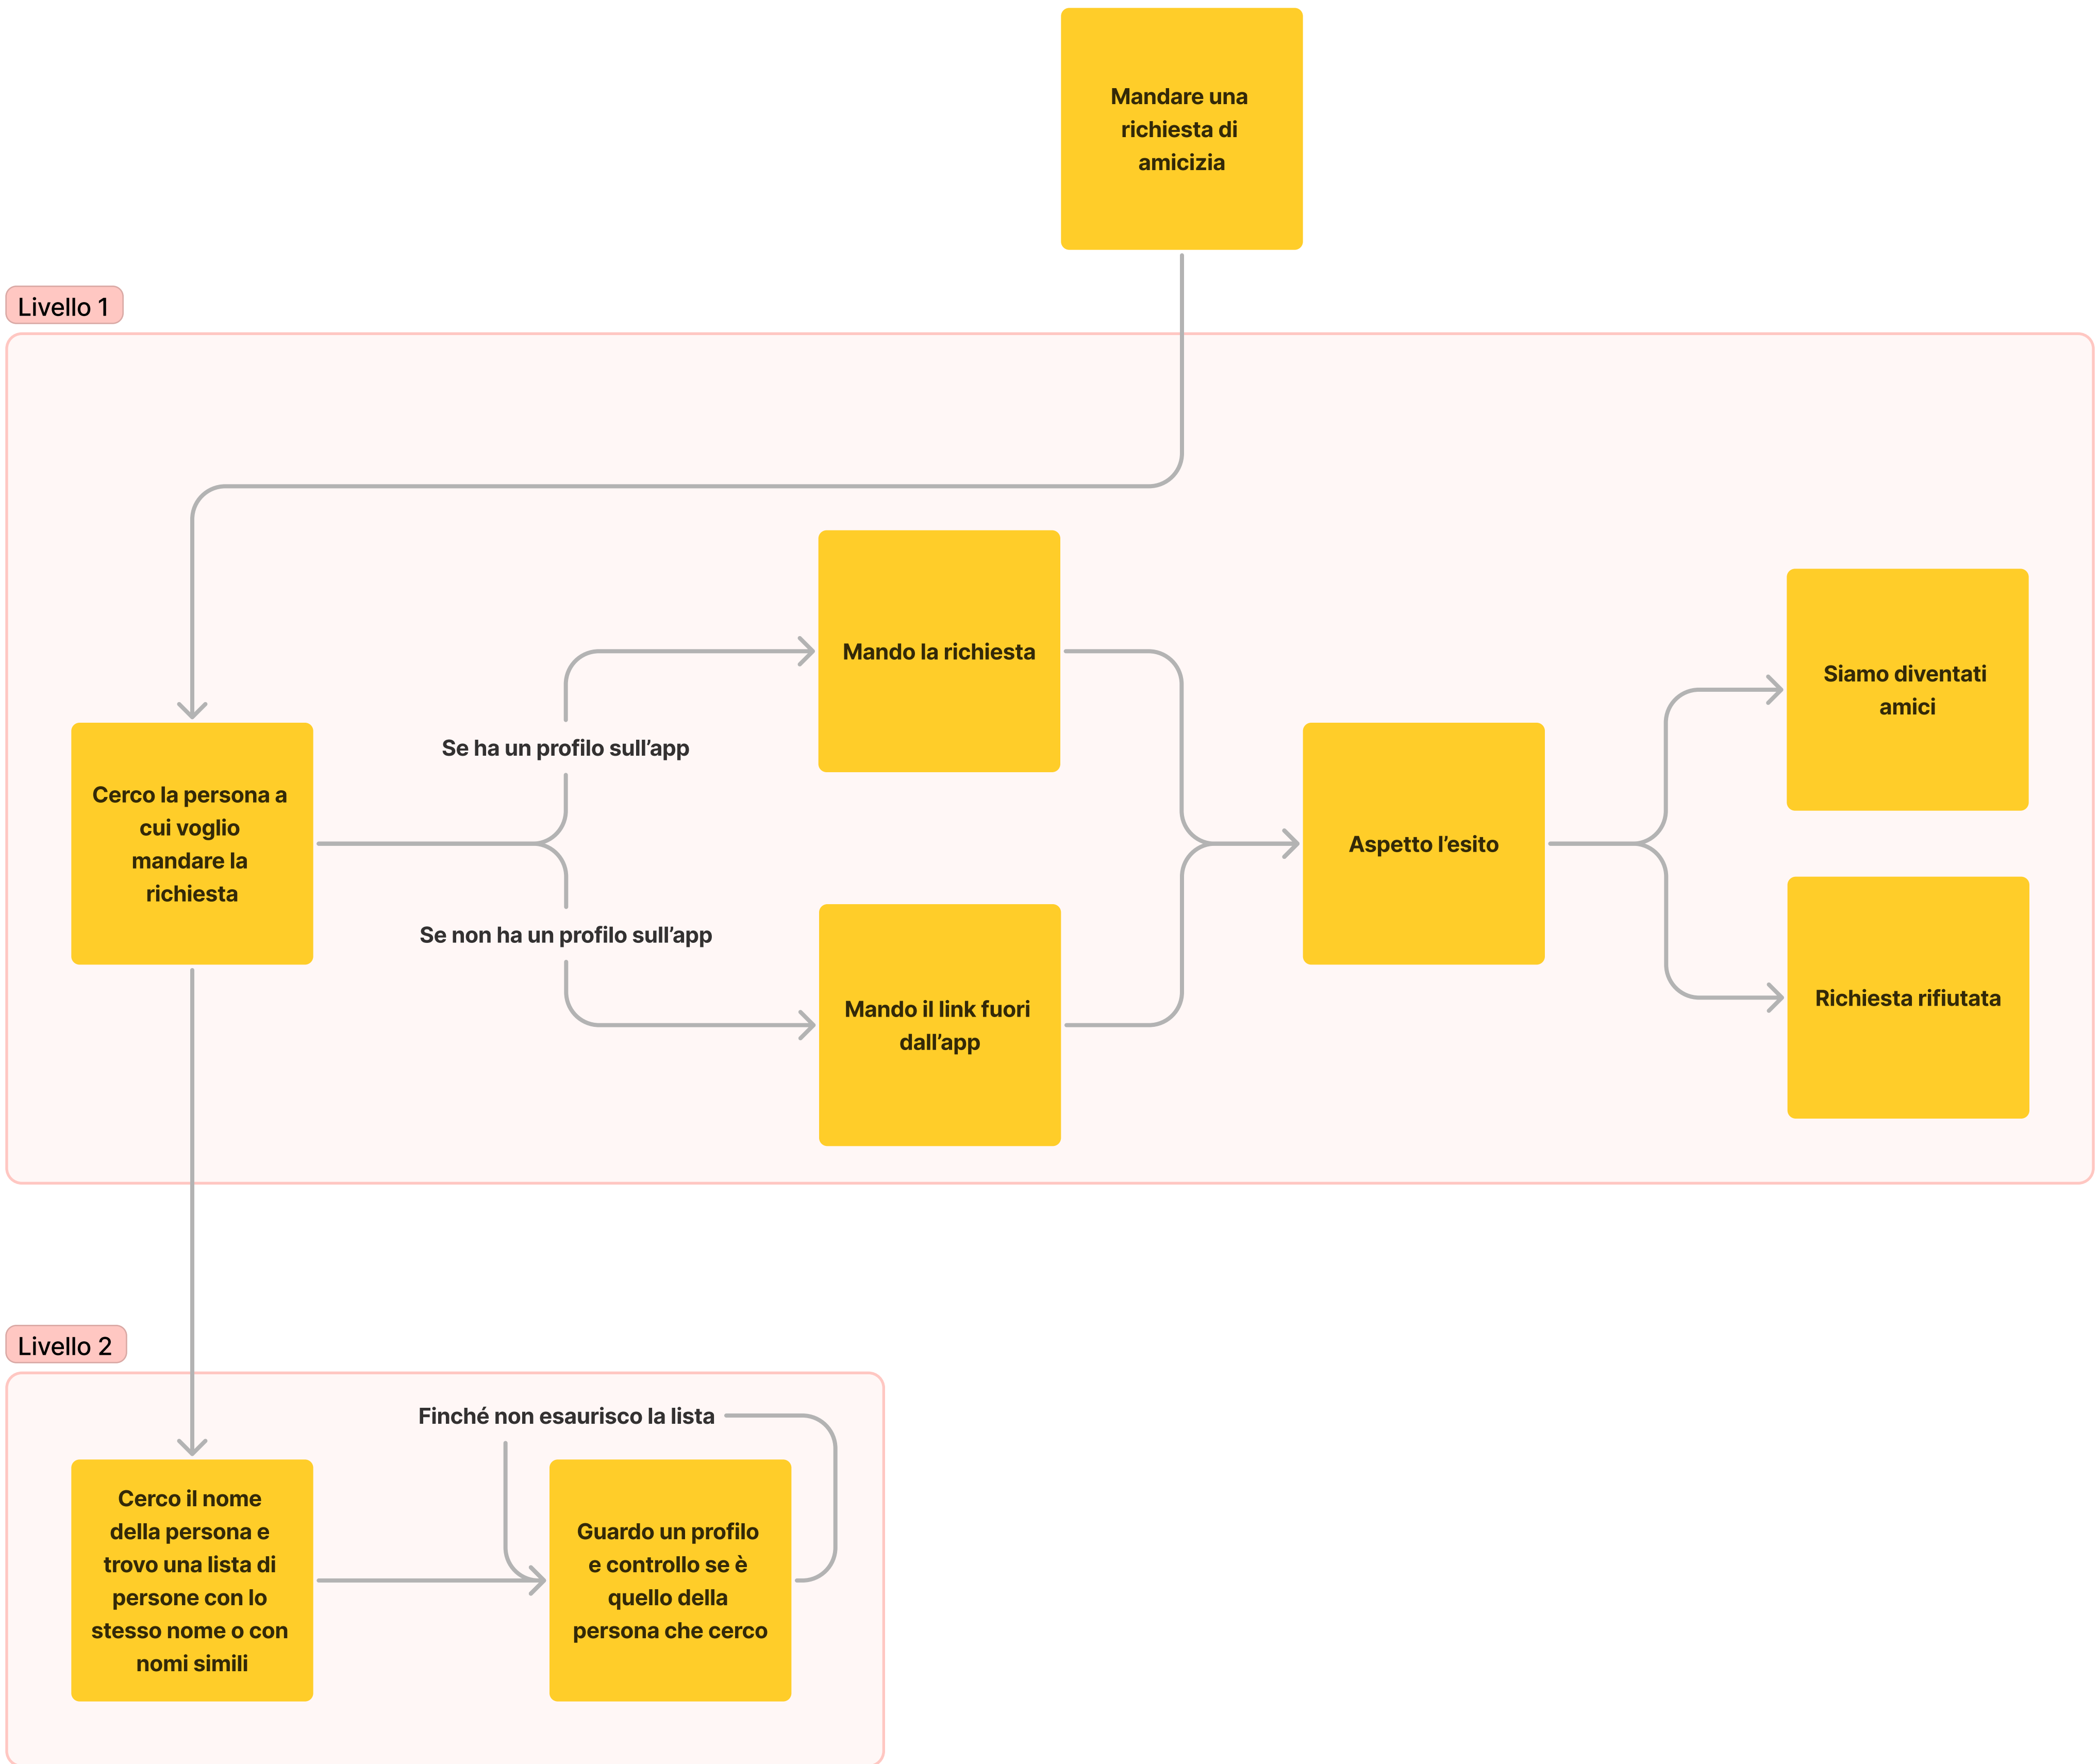 Mandare una
richiesta di
amicizia
Livello 1
Cerco la persona a
cui voglio
mandare la
richiesta
Se ha un profilo sull’app
Se non ha un profilo sull’app
Mando la richiesta
Mando il link fuori
dall’app
Aspetto l’esito
Siamo diventati
amici
Richiesta rifiutata
Livello 2
Cerco il nome
della persona e
trovo una lista di
persone con lo
stesso nome o con
nomi simili
Finché non esaurisco la lista
Guardo un profilo
e controllo se è
quello della
persona che cerco